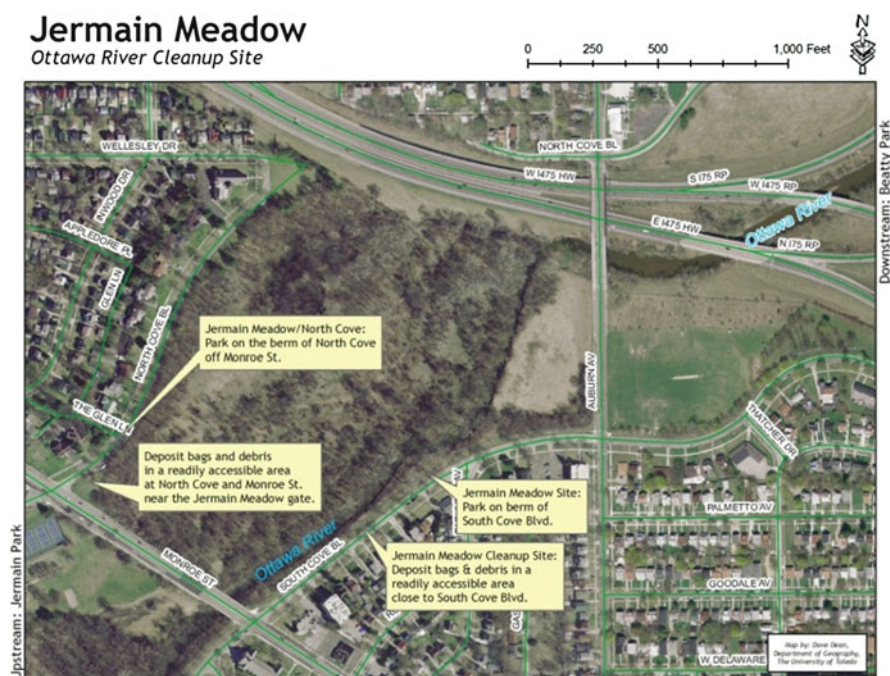 Jermain Meadow
Ottawa River Cleanup Site
N
0 250 500 1,000 Feet
NORTH COVE BL
WELLESLEY DR
W I475 HW
S I75 RP
W I475 RP
INWOOD DR
E I475 HW
Ottawa River
N I75 RP
APPLEDORE PL
GLEN LN
NORTH COVE BL
Jermain Meadow/North Cove:
Park on the berm of North Cove
off Monroe St.
AUBURN AV
THE GLEN LN
THATCHER DR
Deposit bags and debris
in a readily accessible area
at North Cove and Monroe St.
near the Jermain Meadow gate.
Jermain Meadow Site:
Park on berm of
South Cove Blvd.
PALMETTO AV
Ottawa River
SOUTH COVE BL
MONROE ST
Jermain Meadow Cleanup Site:
Deposit bags & debris in a
readily accessible area
close to South Cove Blvd.
GOODALE AV
W DELAWARE
Map by: Dave Dean,
Department of Geography,
The University of Toledo
Upstream: Jermain Park
Downstream: Beatty Park